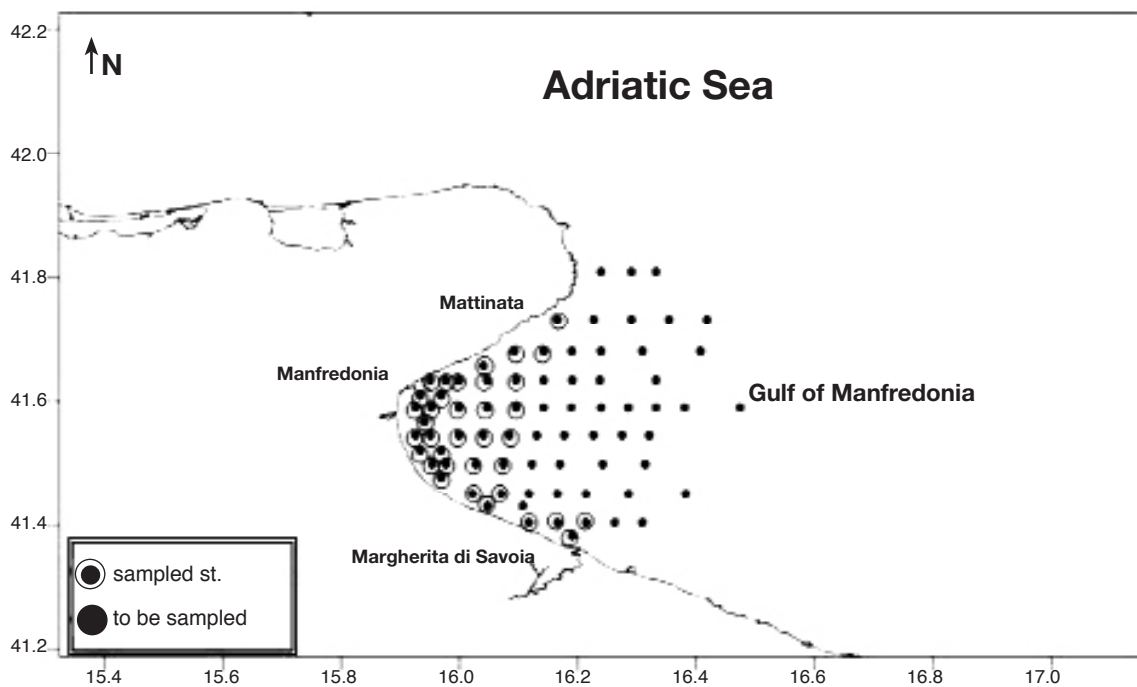 42.2
N
Adriatic Sea
42.0
41.8
Mattinata
Manfredonia
41.6
Gulf of Manfredonia
41.4
Margherita di Savoia
sampled st.
to be sampled
41.2
15.4 15.6 15.8 16.0 16.2 16.4 16.6 16.8 17.0